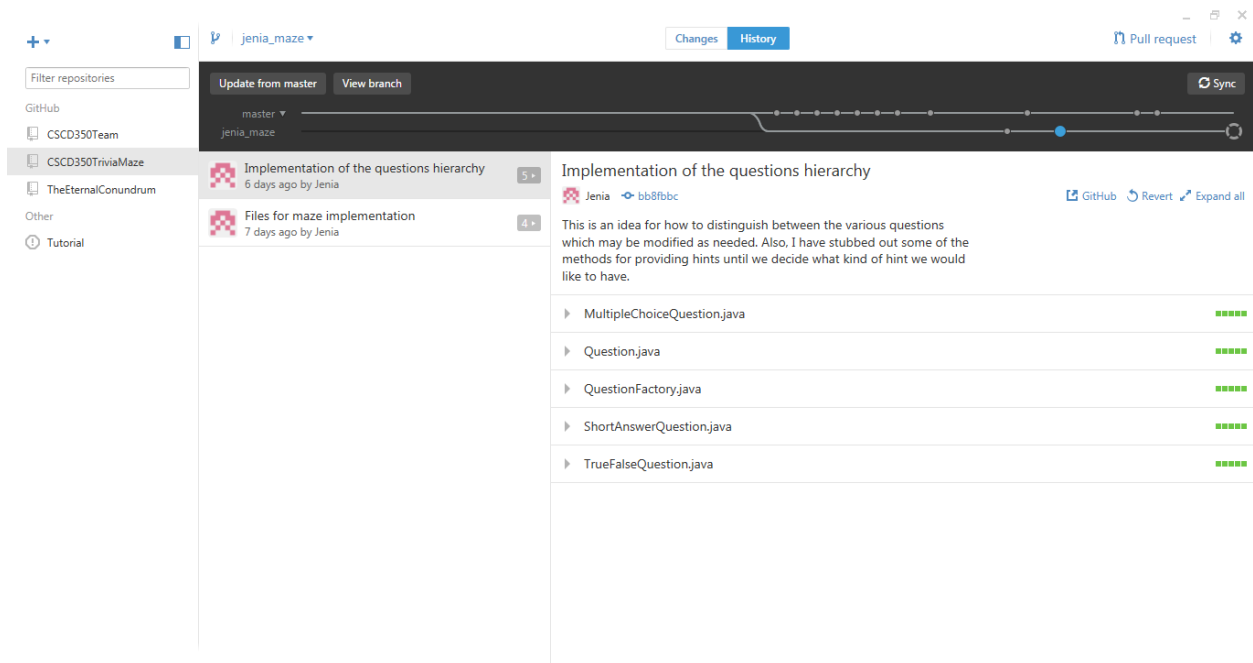 jenia_maze
Changes
History
Pull request
Filter repositories
GitHub
CSCD350Team
CSCD350TriviaMaze
TheEternalConundrum
Other
Tutorial
Update from master
View branch
Sync
master
jenia_maze
Implementation of the questions hierarchy
6 days ago by Jenia
5
Files for maze implementation
7 days ago by Jenia
4
Implementation of the questions hierarchy
Jenia bb8fbbc
GitHub Revert Expand all
This is an idea for how to distinguish between the various questions
which may be modified as needed. Also, I have stubbed out some of the
methods for providing hints until we decide what kind of hint we would
like to have.
MultipleChoiceQuestion.java
Question.java
QuestionFactory.java
ShortAnswerQuestion.java
TrueFalseQuestion.java